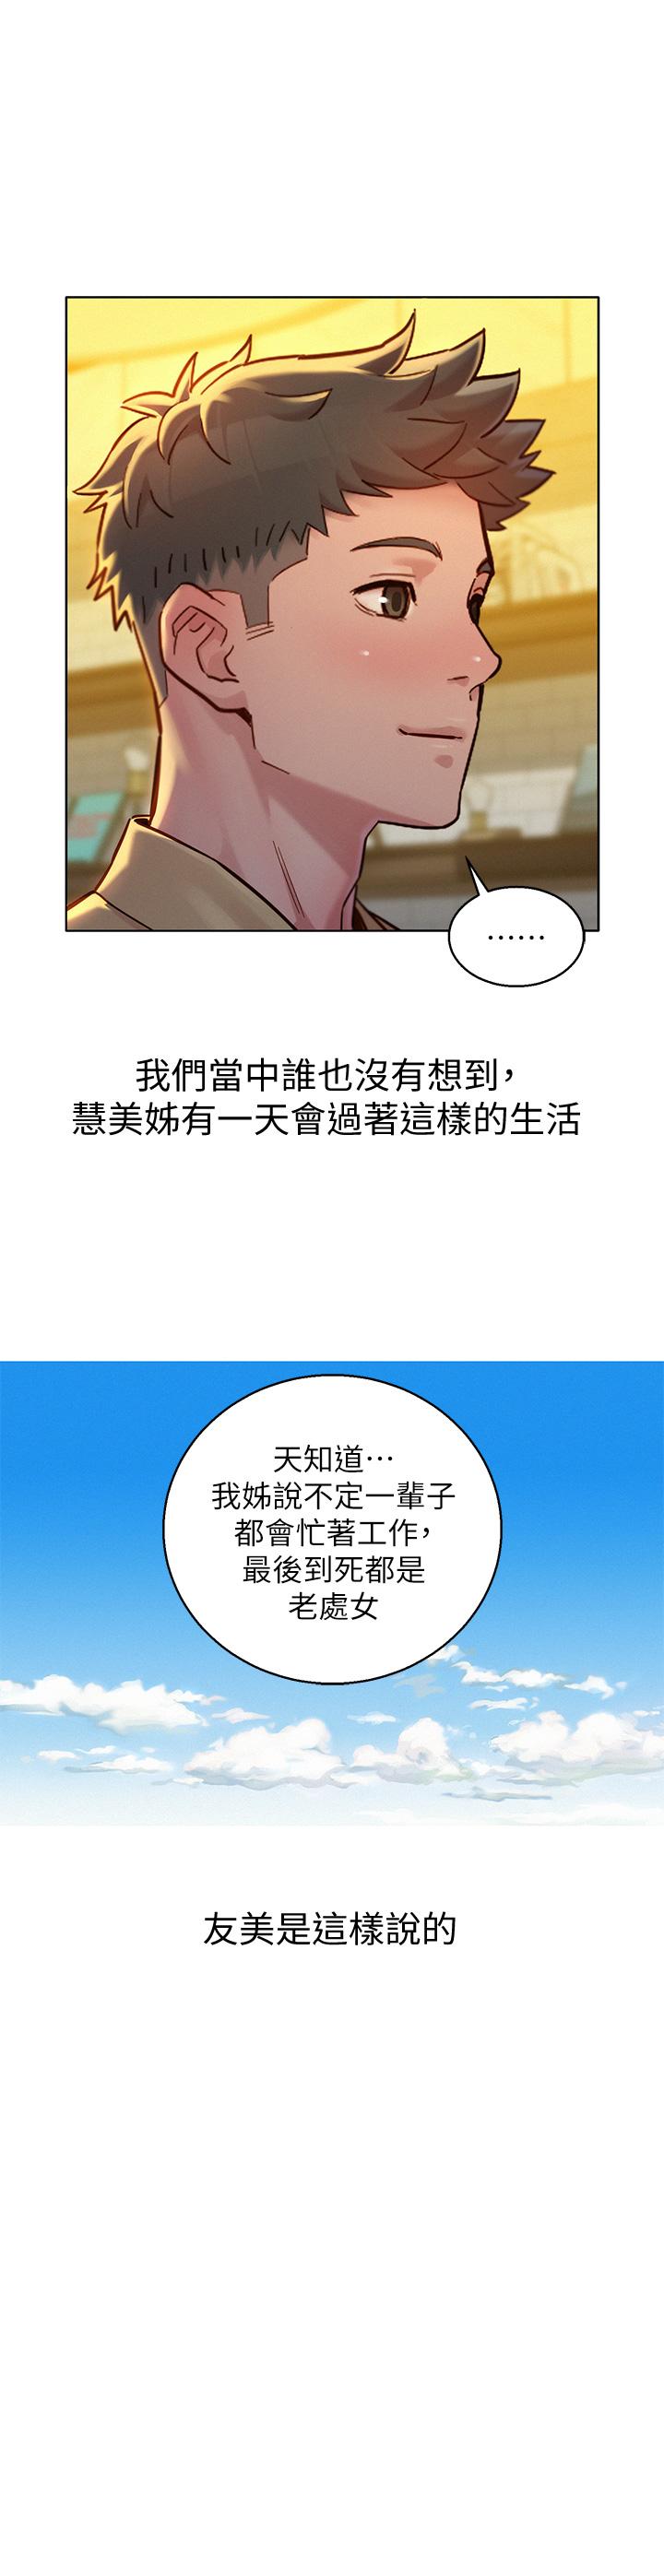 ……
我們當中誰也沒有想到，
慧美姊有一天會過著這樣的生活
天知道…
我姊說不定一輩子
都會忙著工作，
最後到死都是
老處女
友美是這樣說的